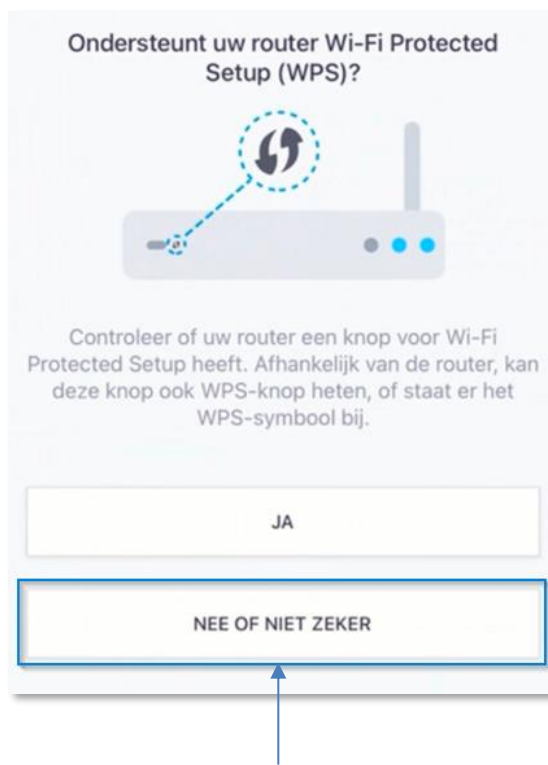 Ondersteunt uw router Wi-Fi Protected
Setup (WPS)?
Controleer of uw router een knop voor Wi-Fi
Protected Setup heeft. Afhankelijk van de router, kan
deze knop ook WPS-knop heten, of staat er het
WPS-symbool bij.
JA
NEE OF NIET ZEKER